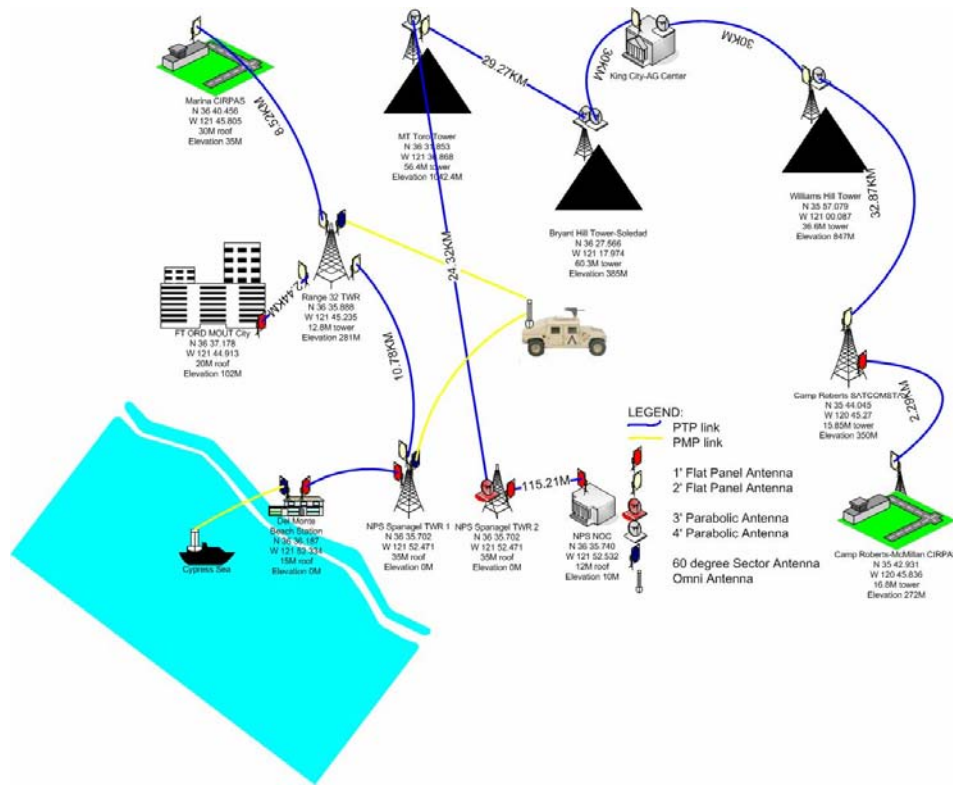 Marina CIRPAS
N 36 40.456
W 121 45.805
30M roof
Elevation 35M
8.52KM
MT Toro Tower
N 36 31.853
W 121 36.868
56.4M tower
Elevation 1042.4M
29.27KM
30KM
King City-AG Center
30KM
Bryant Hill Tower-Soledad
N 36 27.566
W 121 17.974
60.3M tower
Elevation 385M
Williams Hill Tower
N 35 57.079
W 121 00.087
36.6M tower
Elevation 847M
32.87KM
24.32KM
FT ORD MOUT City
N 36 37.178
W 121 44.913
20M roof
Elevation 102M
2.44KM
Range 32 TWR
N 36 35.888
W 121 45.235
12.8M tower
Elevation 281M
10.78KM
Camp Roberts
N 35 44.045
W 120 45.27
15.85M tower
Elevation 350M
2.29KM
LEGEND:
PTP link
PMP link
1' Flat Panel Antenna
2' Flat Panel Antenna
3' Parabolic Antenna
4' Parabolic Antenna
60 degree Sector Antenna
Omni Antenna
Cypress Sea
Del Monte
Beach Station
N 36 36.187
W 121 52.334
15M roof
Elevation 0M
NPS Spanagel TWR 1
N 36 35.702
W 121 52.471
35M roof
Elevation 0M
NPS Spanagel TWR 2
N 36 35.702
W 121 52.471
35M roof
Elevation 0M
115.21M
NPS NOC
N 36 35.740
W 121 52.532
12M roof
Elevation 10M
Camp Roberts-McMillan CIRPAS
N 35 42.931
W 120 45.836
16.8M tower
Elevation 272M